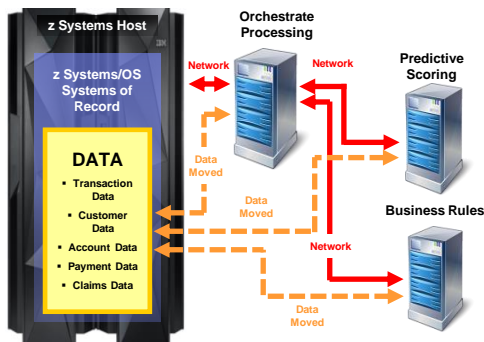 z Systems Host
IBM
z Systems/OS
Systems of
Record
DATA
▪ Transaction
Data
▪ Customer
Data
▪ Account Data
▪ Payment Data
▪ Claims Data
Orchestrate
Processing
Network
Network
Predictive
Scoring
Data
Moved
Data
Moved
Business Rules
Network
Data
Moved